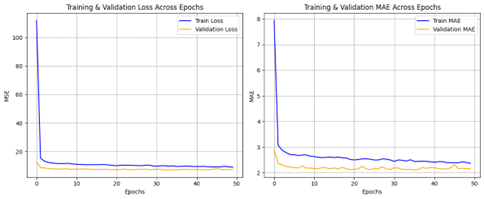 Training & Validation Loss Across Epochs
Train Loss
Validation Loss
MSE
100
80
60
40
20
0
10
20
30
40
50
Epochs
Training & Validation MAE Across Epochs
Train MAE
Validation MAE
MAE
8
7
6
5
4
3
2
0
10
20
30
40
50
Epochs